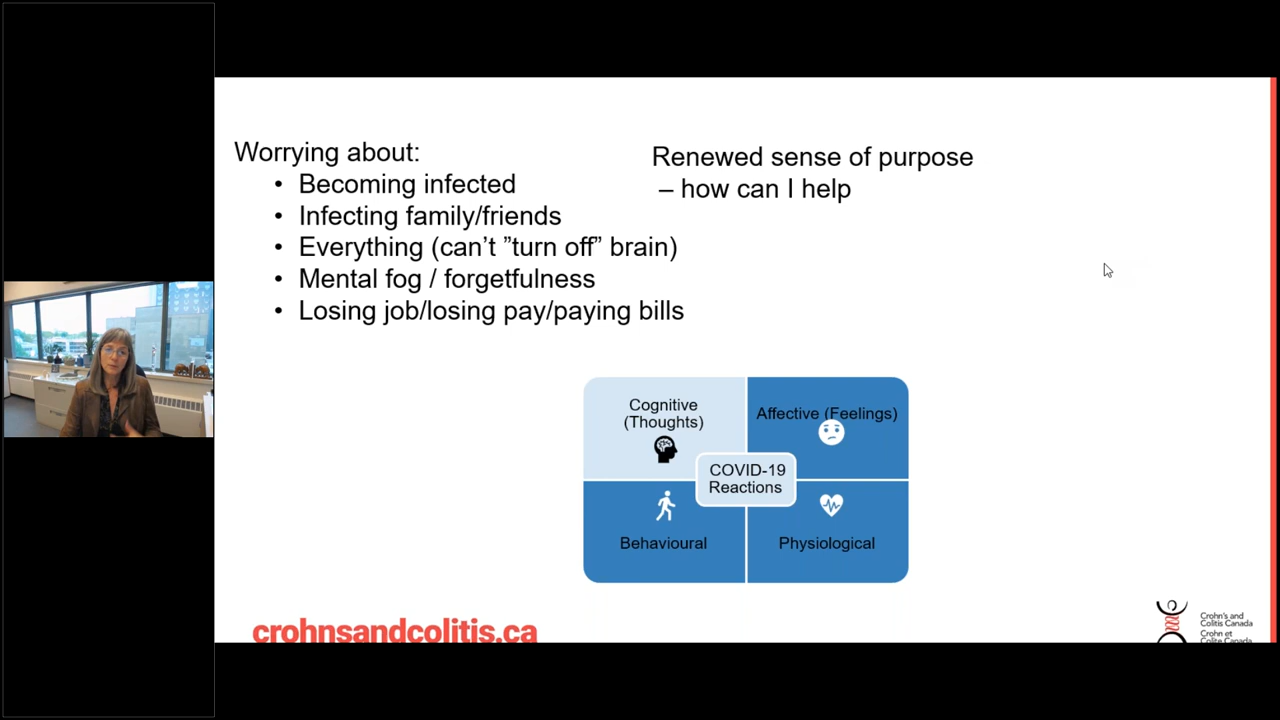 Worrying about:
• Becoming infected
• Infecting family/friends
• Everything (can’t ”turn off” brain)
• Mental fog / forgetfulness
• Losing job/losing pay/paying bills
Renewed sense of purpose
– how can I help
Cognitive
(Thoughts)
Affective (Feelings)
COVID-19
Reactions
Behavioural
Physiological
crohnsandcolitis.ca
Crohn's and
Colitis Canada
Crohn et
Colite Canada